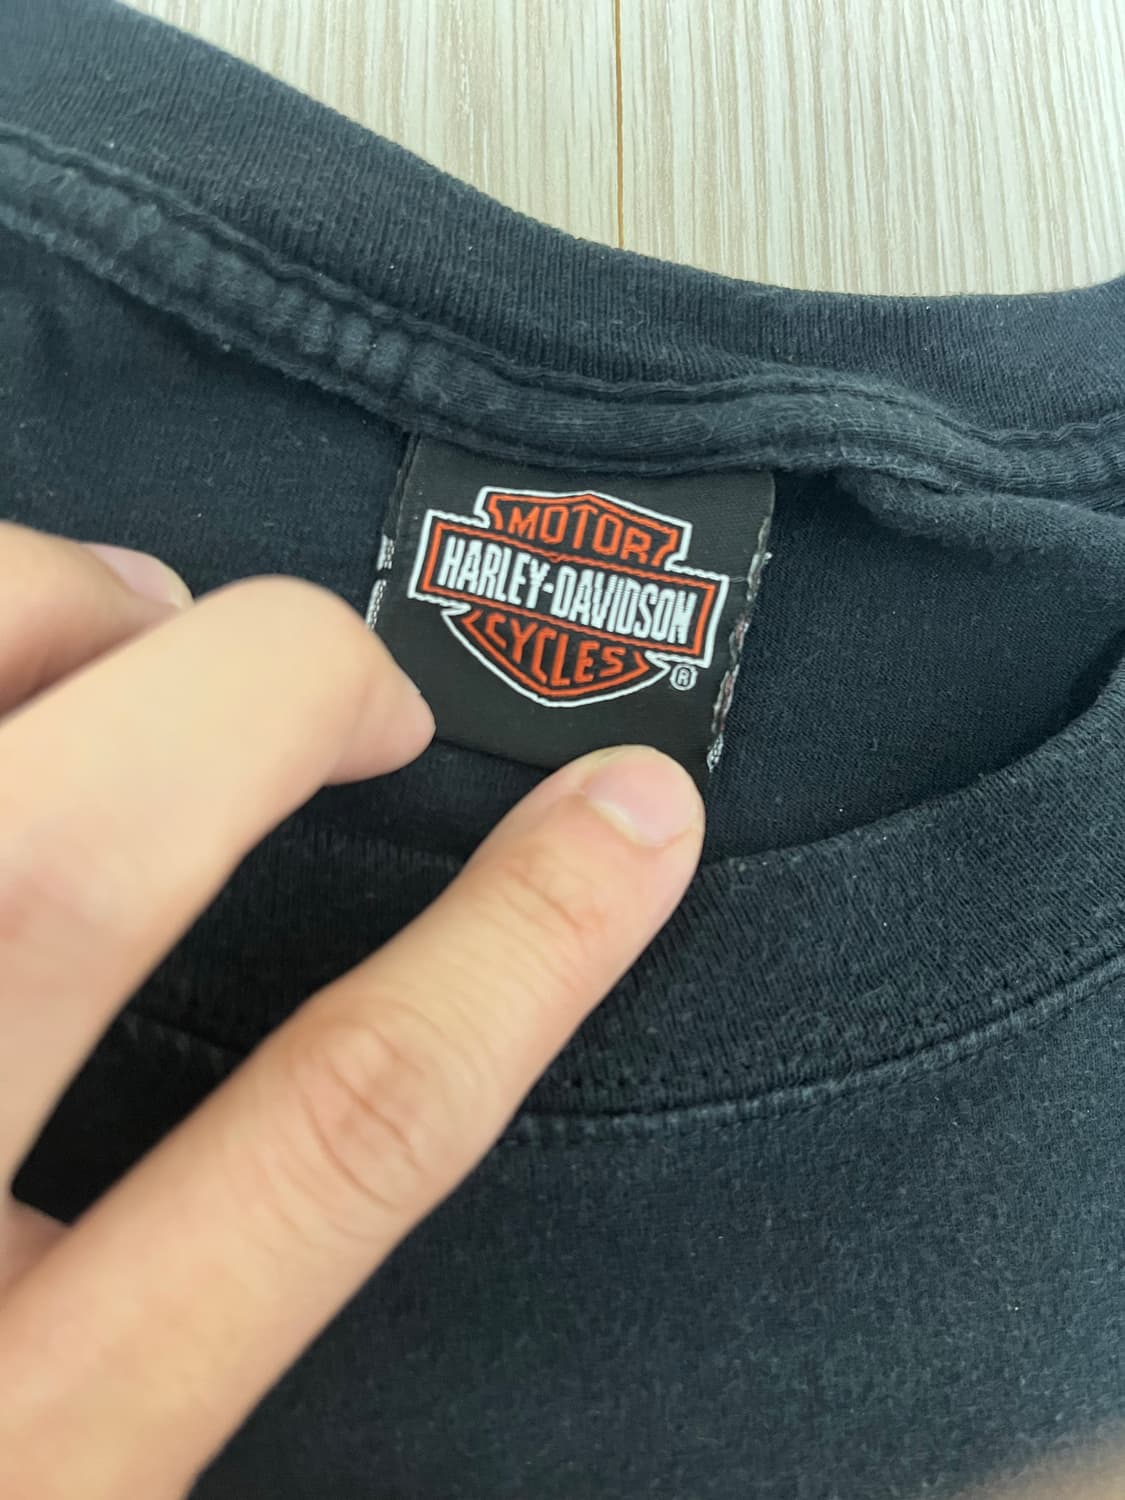 MOTOR
HARLEY-DAVIDSON
CYCLES
®